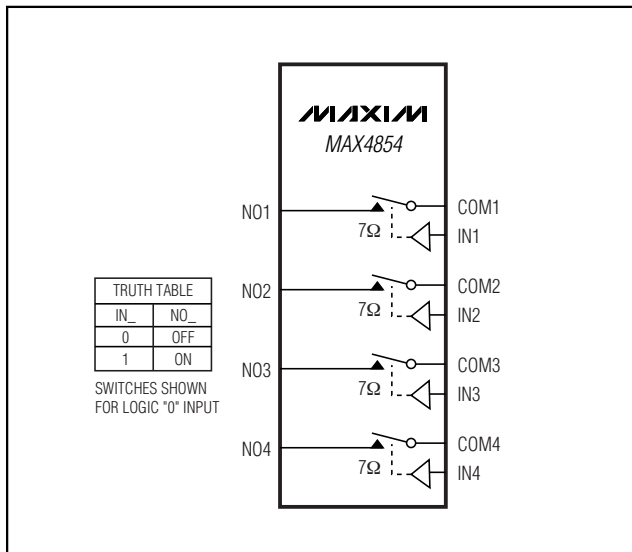 MAXIM
MAX4854
NO1
COM1
7Ω
IN1
NO2
COM2
7Ω
IN2
NO3
COM3
7Ω
IN3
NO4
COM4
7Ω
IN4
TRUTH TABLE
IN_ NO_
0 OFF
1 ON
SWITCHES SHOWN
FOR LOGIC "0" INPUT